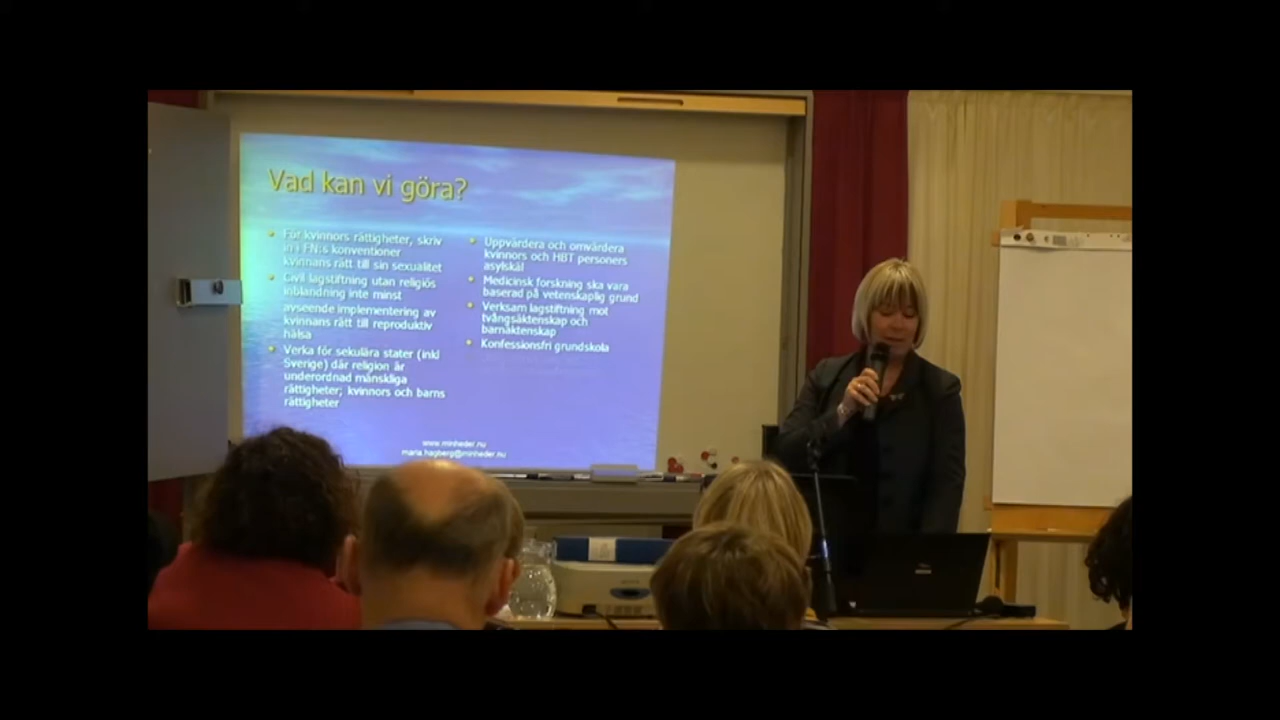 Vad kan vi göra?
För kvinnors rättigheter, skriv
in i FN:s konventioner
kvinnans rätt till sin sexualitet
Civil lagstiftning utan religiös
inblandning inte minst
avseende implementering av
kvinnans rätt till reproduktiv
hälsa
Verka för sekulära stater (inkl
Sverige) där religion är
underordnad mänskliga
rättigheter; kvinnors och barns
rättigheter
Uppvärdera och omvärdera
kvinnors och HBT personers
asylskäl
Medicinsk forskning ska vara
baserad på vetenskaplig grund
Verksam lagstiftning mot
tvångsäktenskap och
barnäktenskap
Konfessionsfri grundskola
www.minheder.nu
maria.hagberg@minheder.nu